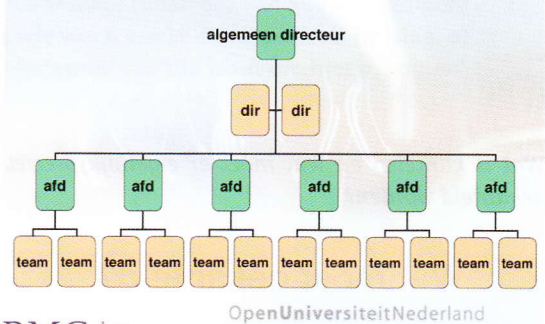 algemeen directeur
dir dir
afd afd afd afd afd afd
team team team team team team team team team team team team
OpenUniversiteitNederland